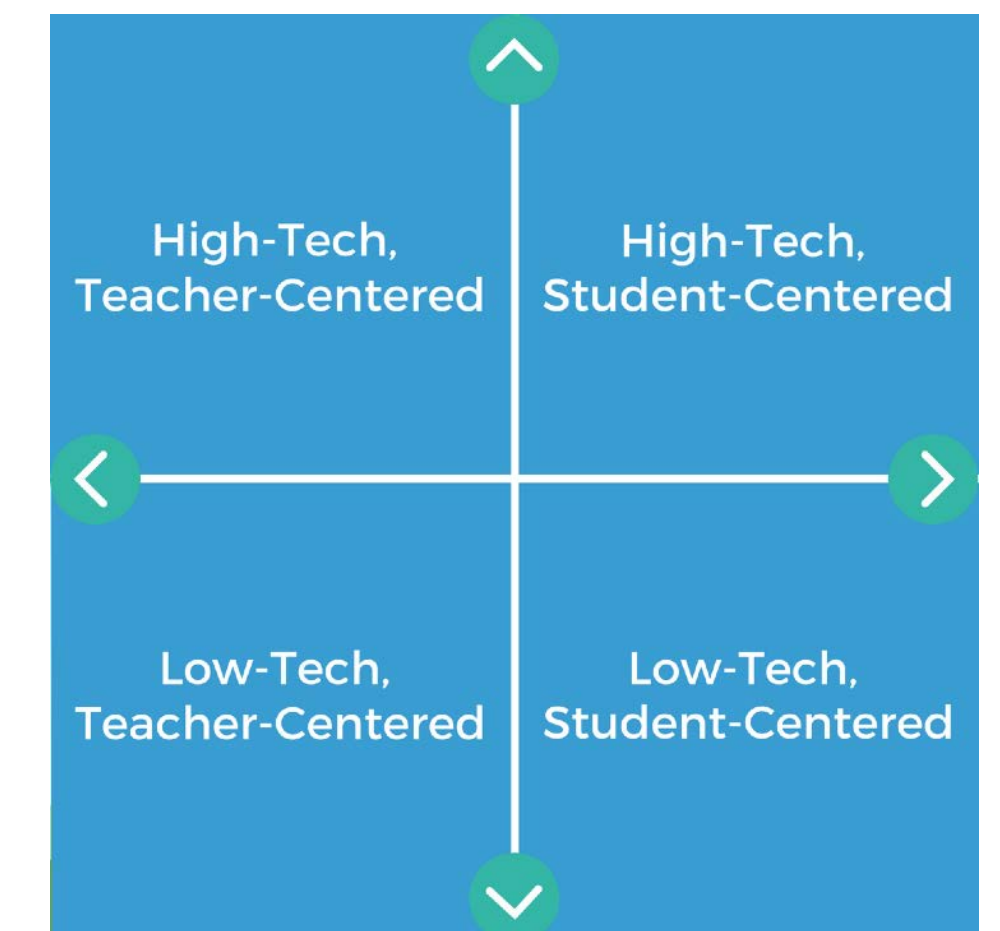 High-Tech,
Teacher-Centered
High-Tech,
Student-Centered
Low-Tech,
Teacher-Centered
Low-Tech,
Student-Centered